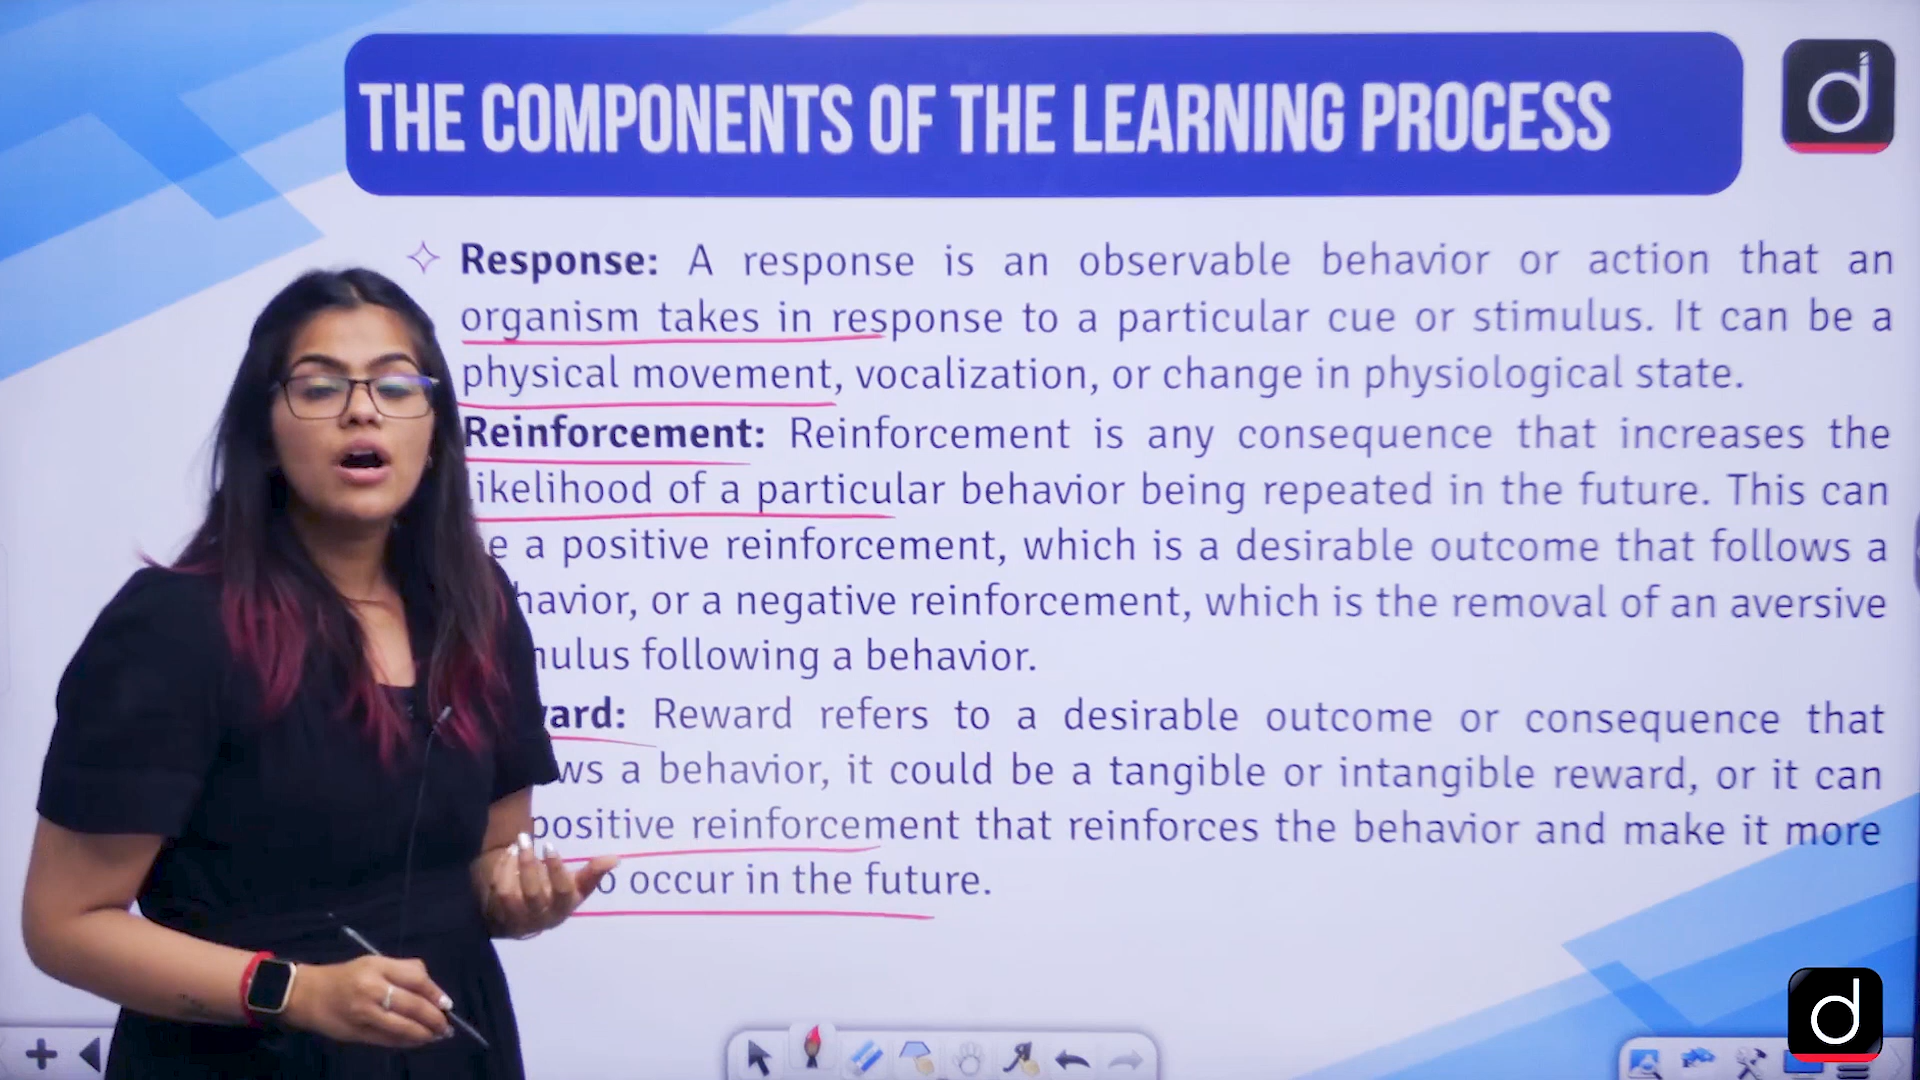 THE COMPONENTS OF THE LEARNING PROCESS
d
Response: A response is an observable behavior or action that an
organism takes in response to a particular cue or stimulus. It can be a
physical movement, vocalization, or change in physiological state.
Reinforcement: Reinforcement is any consequence that increases the
likelihood of a particular behavior being repeated in the future. This can
a positive reinforcement, which is a desirable outcome that follows a
or a negative reinforcement, which is the removal of an aversive
following a behavior.
Reward refers to a desirable outcome or consequence that
a behavior, it could be a tangible or intangible reward, or it can
positive reinforcement that reinforces the behavior and make it more
occur in the future.
d